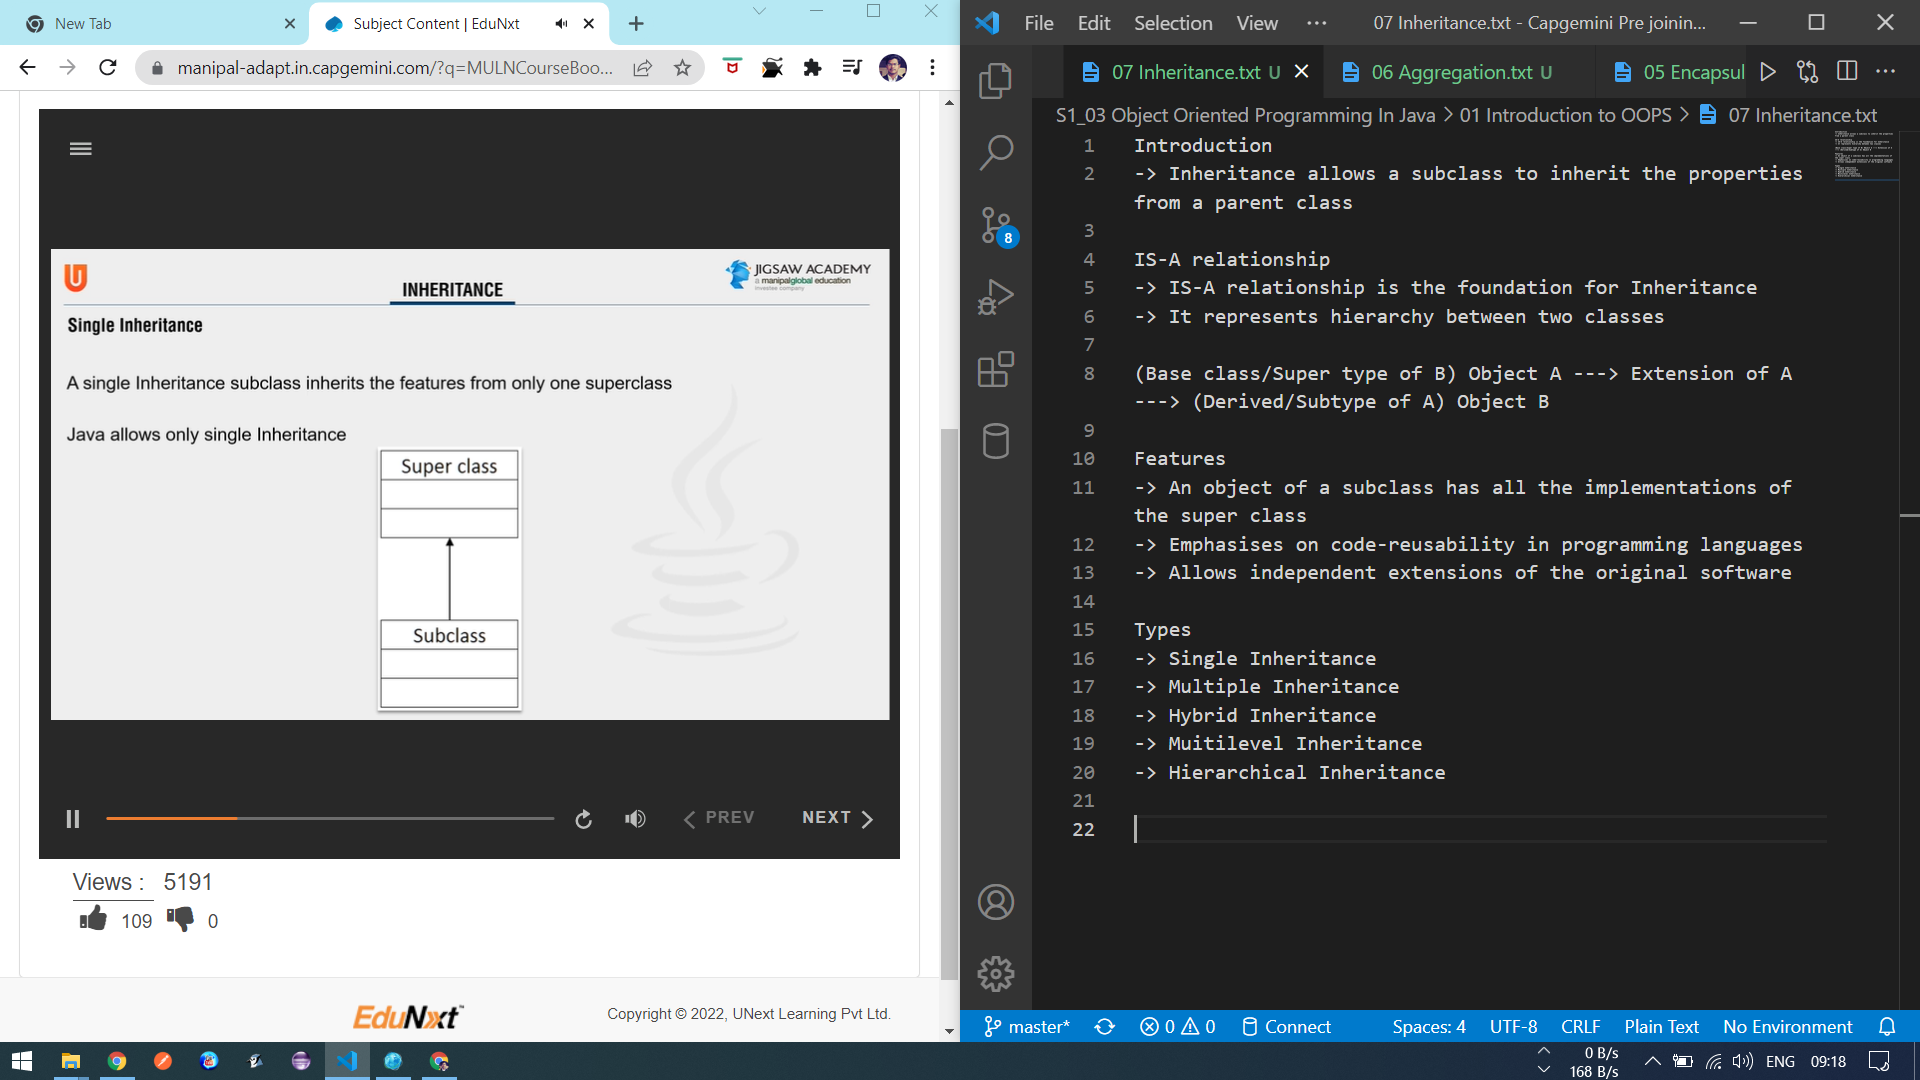 New Tab
Subject Content | EduNxt
manipal-adapt.in.capgemini.com/?q=MULNCourseBoo...
INHERITANCE
JIGSAW ACADEMY
a manipalglobal education
investee company
Single Inheritance
A single Inheritance subclass inherits the features from only one superclass
Java allows only single Inheritance
Super class
Subclass
PREV
NEXT
Views : 5191
109 0
EduNxt™
Copyright © 2022, UNext Learning Pvt Ltd.
File Edit Selection View ··· 07 Inheritance.txt - Capgemini Pre joinin...
07 Inheritance.txt U 06 Aggregation.txt U 05 Encapsul
S1_03 Object Oriented Programming In Java > 01 Introduction to OOPS > 07 Inheritance.txt
1 Introduction
2 -> Inheritance allows a subclass to inherit the properties
from a parent class
3
4 IS-A relationship
5 -> IS-A relationship is the foundation for Inheritance
6 -> It represents hierarchy between two classes
7
8 (Base class/Super type of B) Object A ---> Extension of A
---> (Derived/Subtype of A) Object B
9
10 Features
11 -> An object of a subclass has all the implementations of
the super class
12 -> Emphasises on code-reusability in programming languages
13 -> Allows independent extensions of the original software
14
15 Types
16 -> Single Inheritance
17 -> Multiple Inheritance
18 -> Hybrid Inheritance
19 -> Muitilevel Inheritance
20 -> Hierarchical Inheritance
21
22
8
master* 0 0 Connect Spaces: 4 UTF-8 CRLF Plain Text No Environment
0 B/s
168 B/s
ENG 09:18